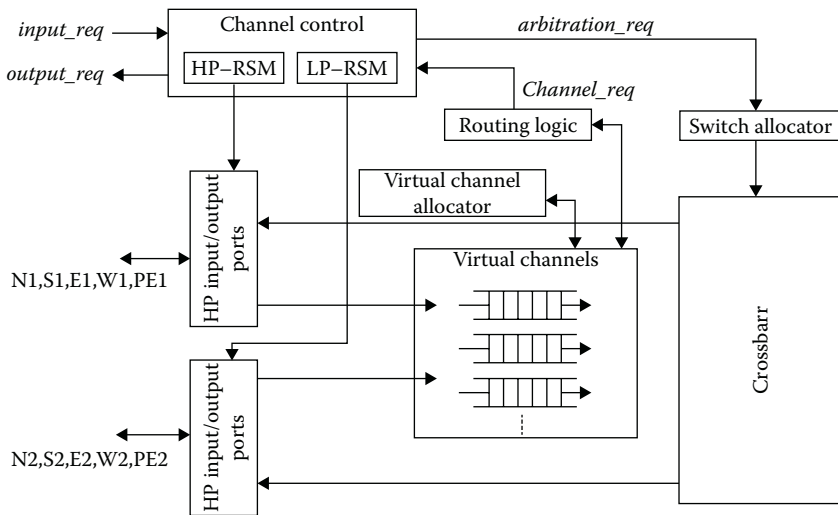 input_req
output_req
Channel control
HP–RSM
LP–RSM
arbitration_req
Channel_req
Routing logic
Switch allocator
Virtual channel
allocator
HP input/output
ports
N1,S1,E1,W1,PE1
Virtual channels
Crossbarr
HP input/output
ports
N2,S2,E2,W2,PE2